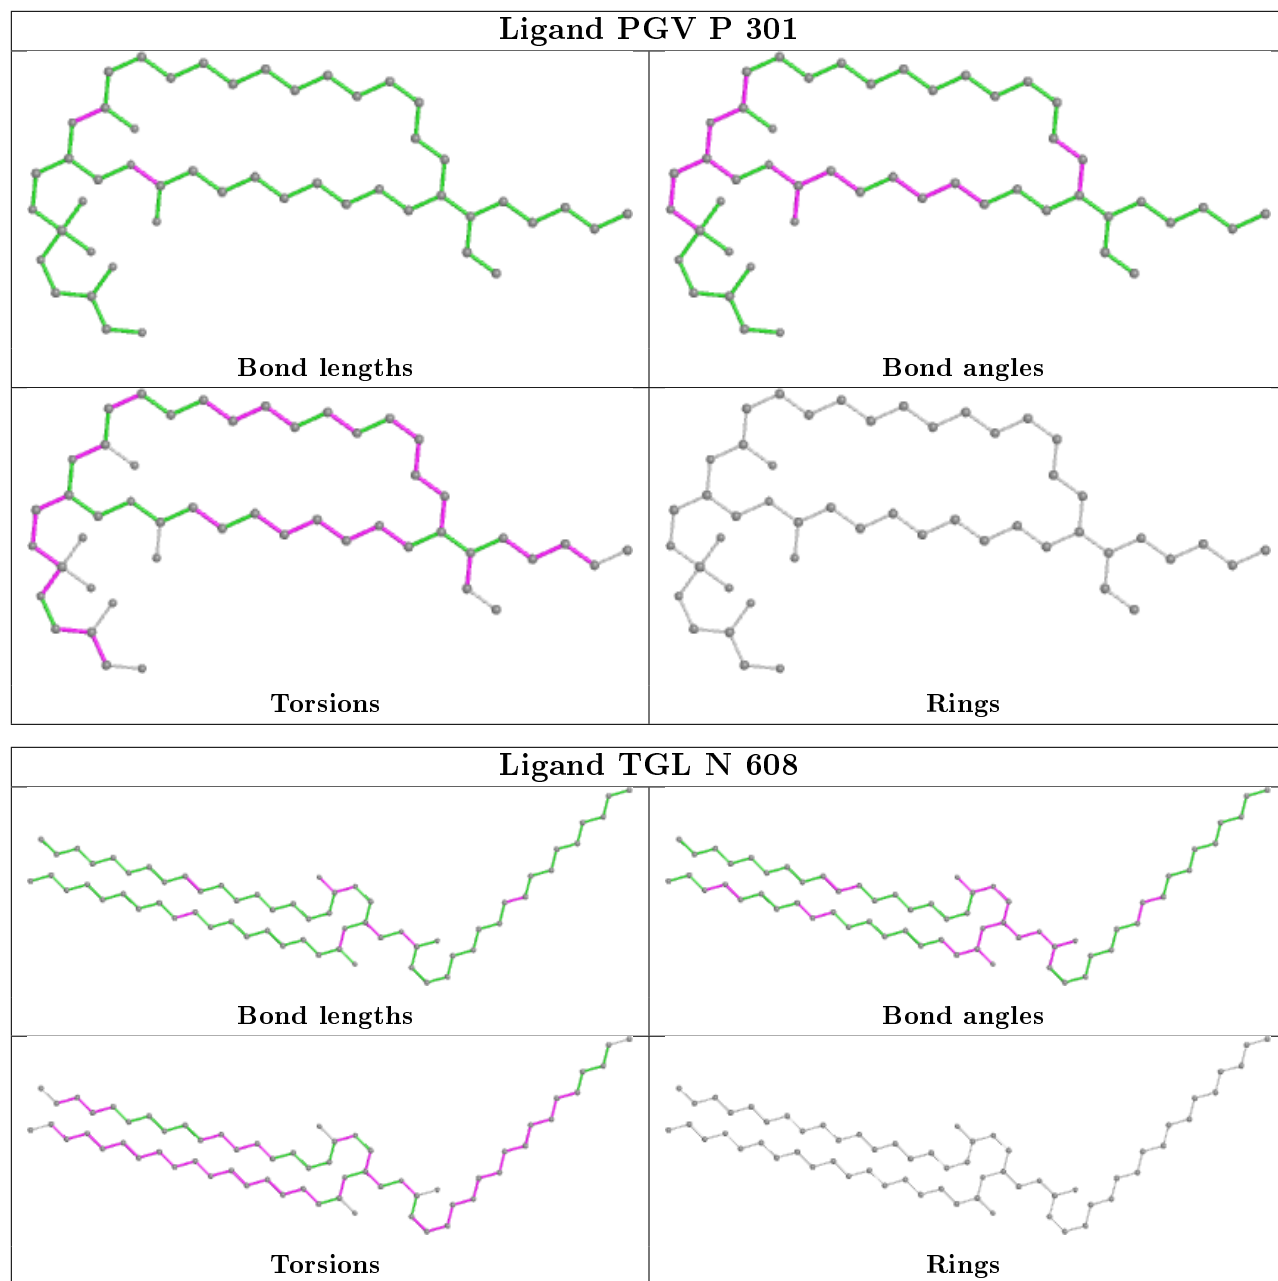 Ligand PGV P 301
Bond lengths
Bond angles
Torsions
Rings
Ligand TGL N 608
Bond lengths
Bond angles
Torsions
Rings